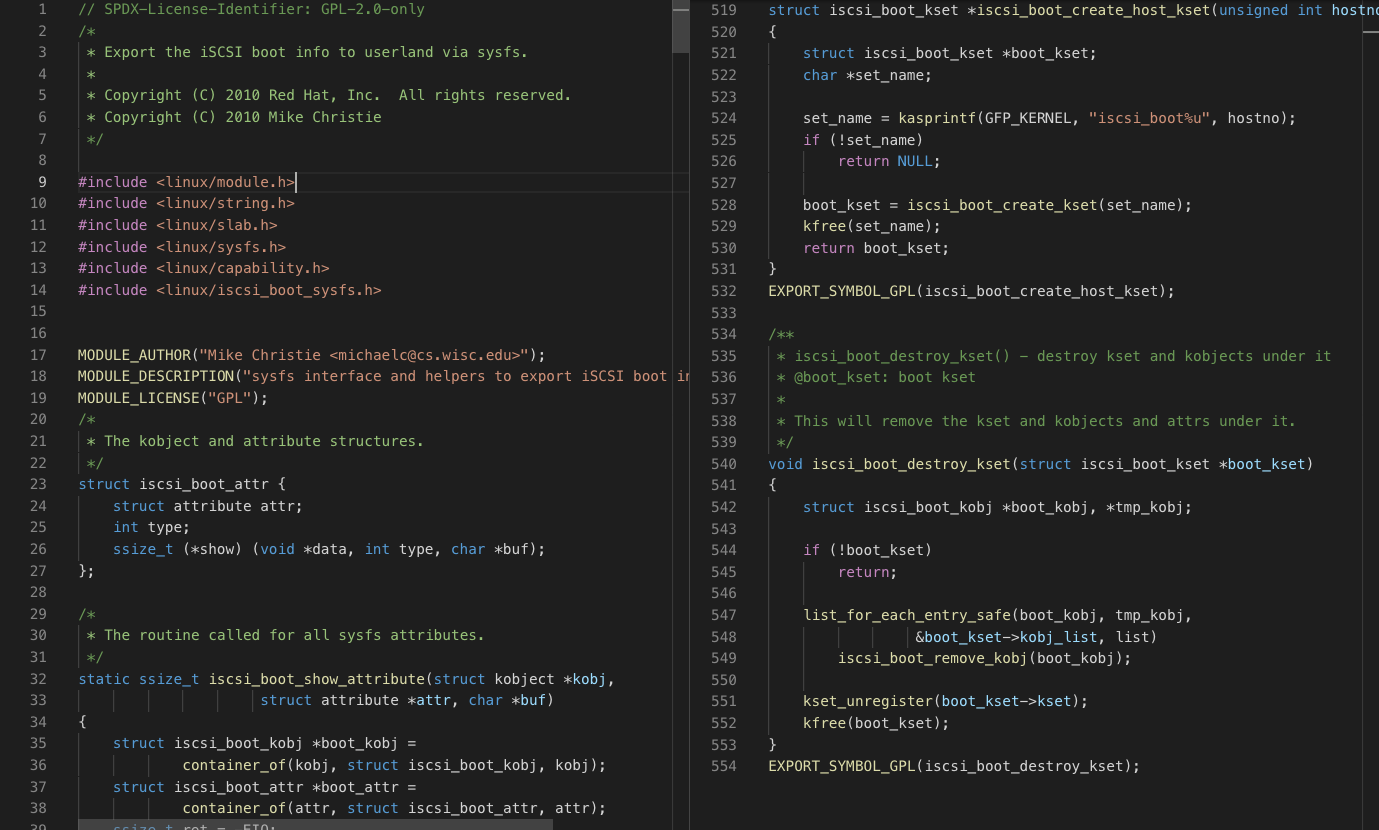 1 // SPDX-License-Identifier: GPL-2.0-only
2 /*
3 * Export the iSCSI boot info to userland via sysfs.
4 *
5 * Copyright (C) 2010 Red Hat, Inc.  All rights reserved.
6 * Copyright (C) 2010 Mike Christie
7 */
8
9 #include <linux/module.h>
10 #include <linux/string.h>
11 #include <linux/slab.h>
12 #include <linux/sysfs.h>
13 #include <linux/capability.h>
14 #include <linux/iscsi_boot_sysfs.h>
15
16
17 MODULE_AUTHOR("Mike Christie <michaelc@cs.wisc.edu>");
18 MODULE_DESCRIPTION("sysfs interface and helpers to export iSCSI boot
19 MODULE_LICENSE("GPL");
20 /*
21 * The kobject and attribute structures.
22 */
23 struct iscsi_boot_attr {
24 struct attribute attr;
25 int type;
26 ssize_t (*show) (void *data, int type, char *buf);
27 };
28
29 /*
30 * The routine called for all sysfs attributes.
31 */
32 static ssize_t iscsi_boot_show_attribute(struct kobject *kobj,
33 struct attribute *attr, char *buf)
34 {
35 struct iscsi_boot_kobj *boot_kobj =
36 container_of(kobj, struct iscsi_boot_kobj, kobj);
37 struct iscsi_boot_attr *boot_attr =
38 container_of(attr, struct iscsi_boot_attr, attr);
39 ssize_t ret = -EIO;
519 struct iscsi_boot_kset *iscsi_boot_create_host_kset(unsigned int hostno
520 {
521 struct iscsi_boot_kset *boot_kset;
522 char *set_name;
523
524 set_name = kasprintf(GFP_KERNEL, "iscsi_boot%u", hostno);
525 if (!set_name)
526 return NULL;
527
528 boot_kset = iscsi_boot_create_kset(set_name);
529 kfree(set_name);
530 return boot_kset;
531 }
532 EXPORT_SYMBOL_GPL(iscsi_boot_create_host_kset);
533
534 /**
535 * iscsi_boot_destroy_kset() - destroy kset and kobjects under it
536 * @boot_kset: boot kset
537 *
538 * This will remove the kset and kobjects and attrs under it.
539 */
540 void iscsi_boot_destroy_kset(struct iscsi_boot_kset *boot_kset)
541 {
542 struct iscsi_boot_kobj *boot_kobj, *tmp_kobj;
543
544 if (!boot_kset)
545 return;
546
547 list_for_each_entry_safe(boot_kobj, tmp_kobj,
548 &boot_kset->kobj_list, list)
549 iscsi_boot_remove_kobj(boot_kobj);
550
551 kset_unregister(boot_kset->kset);
552 kfree(boot_kset);
553 }
554 EXPORT_SYMBOL_GPL(iscsi_boot_destroy_kset);